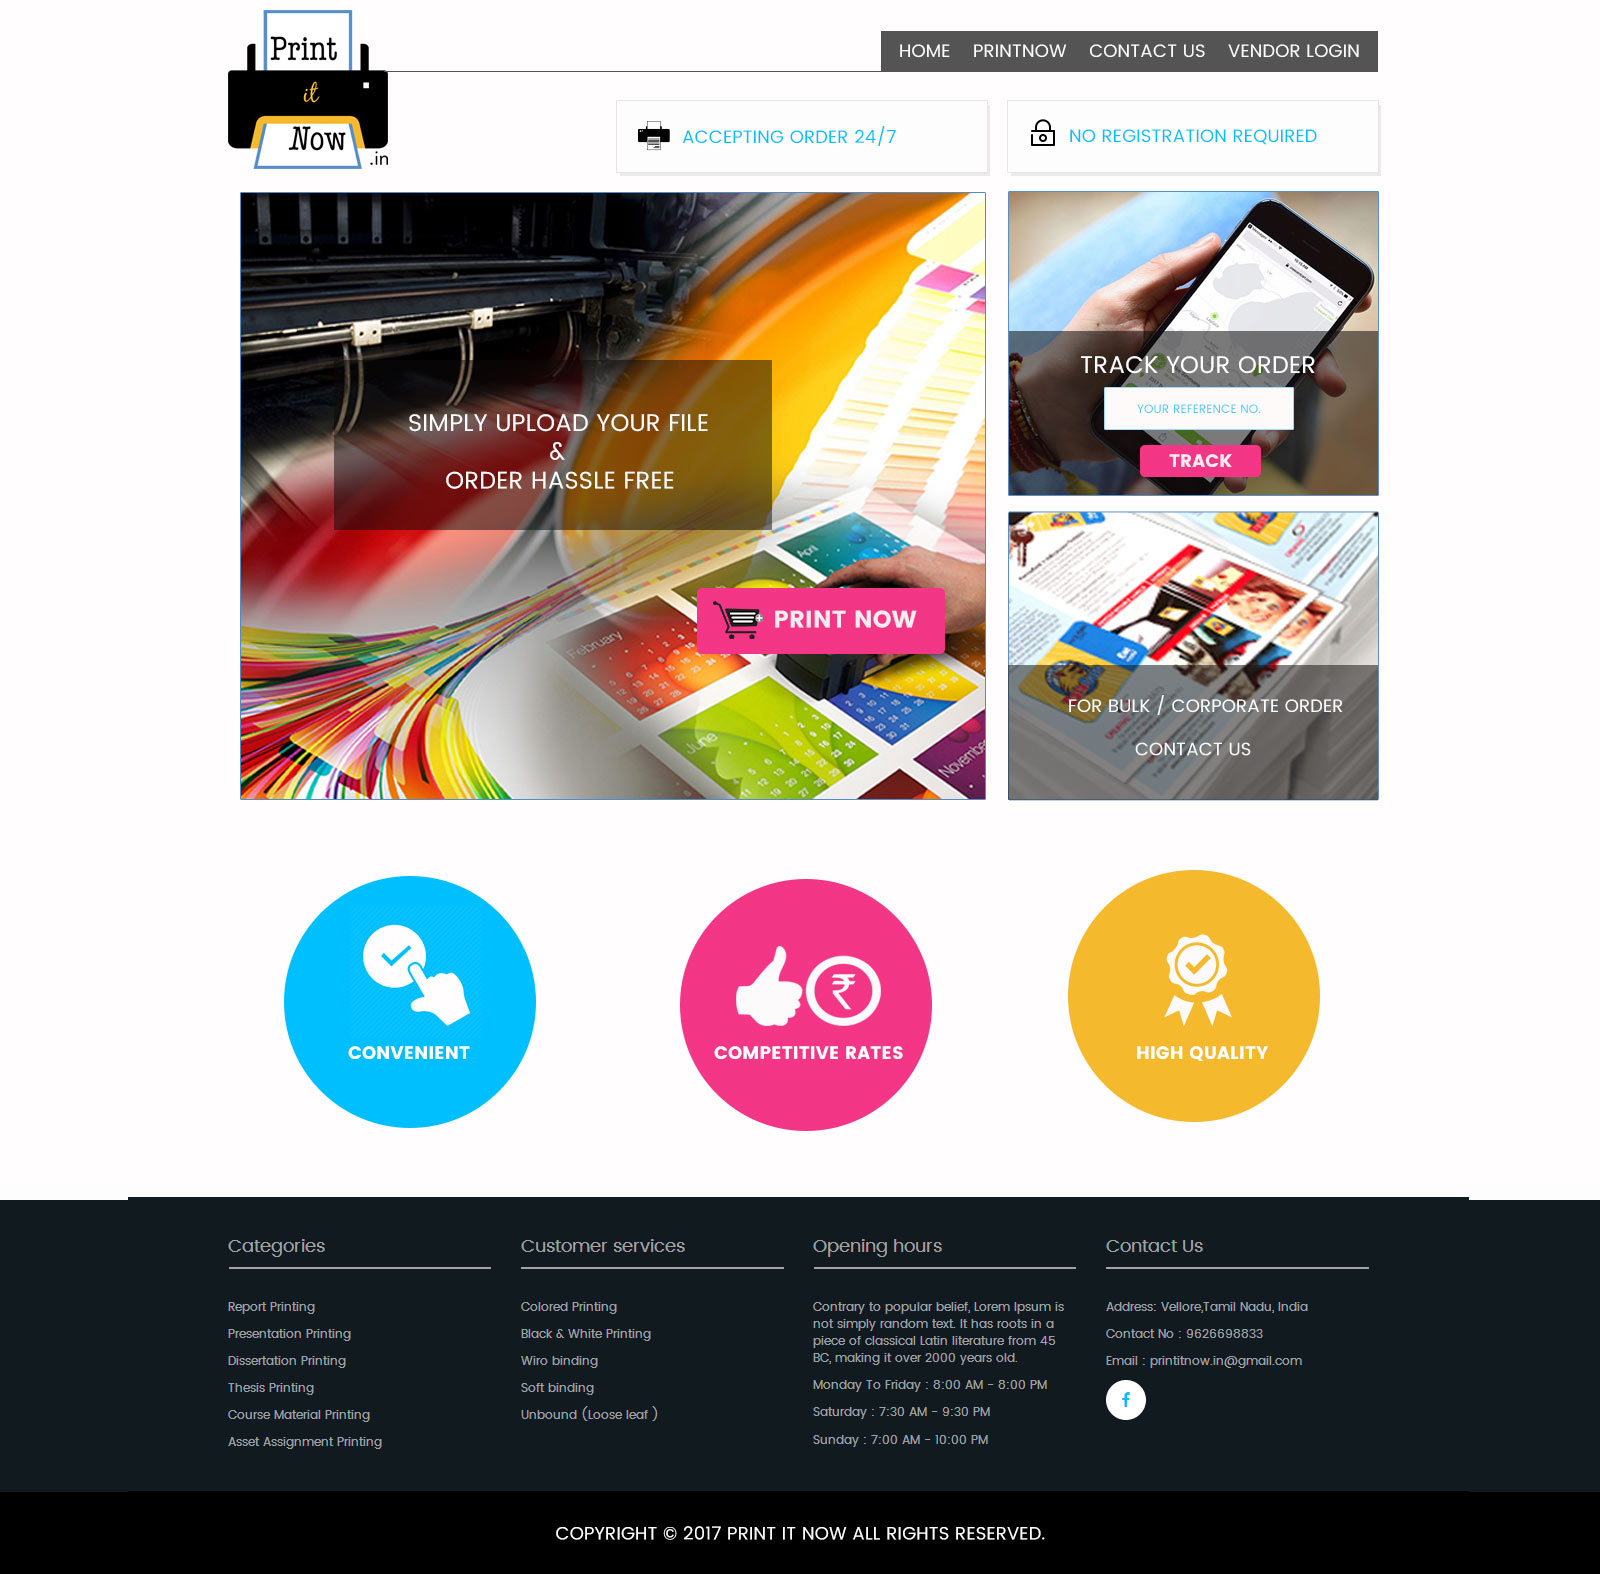 Print
it
Now
.in
HOME PRINTNOW CONTACT US VENDOR LOGIN
ACCEPTING ORDER 24/7
NO REGISTRATION REQUIRED
SIMPLY UPLOAD YOUR FILE
&
ORDER HASSLE FREE
April
February
June
November
PRINT NOW
TRACK YOUR ORDER
YOUR REFERENCE NO.
TRACK
FOR BULK / CORPORATE ORDER
CONTACT US
CONVENIENT
COMPETITIVE RATES
HIGH QUALITY
Categories
Report Printing
Presentation Printing
Dissertation Printing
Thesis Printing
Course Material Printing
Asset Assignment Printing
Customer services
Colored Printing
Black & White Printing
Wiro binding
Soft binding
Unbound (Loose leaf )
Opening hours
Contrary to popular belief, Lorem Ipsum is
not simply random text. It has roots in a
piece of classical Latin literature from 45
BC, making it over 2000 years old.
Monday To Friday : 8:00 AM - 8:00 PM
Saturday : 7:30 AM - 9:30 PM
Sunday : 7:00 AM - 10:00 PM
Contact Us
Address: Vellore,Tamil Nadu, India
Contact No : 9626698833
Email : printitnow.in@gmail.com
f
COPYRIGHT © 2017 PRINT IT NOW ALL RIGHTS RESERVED.